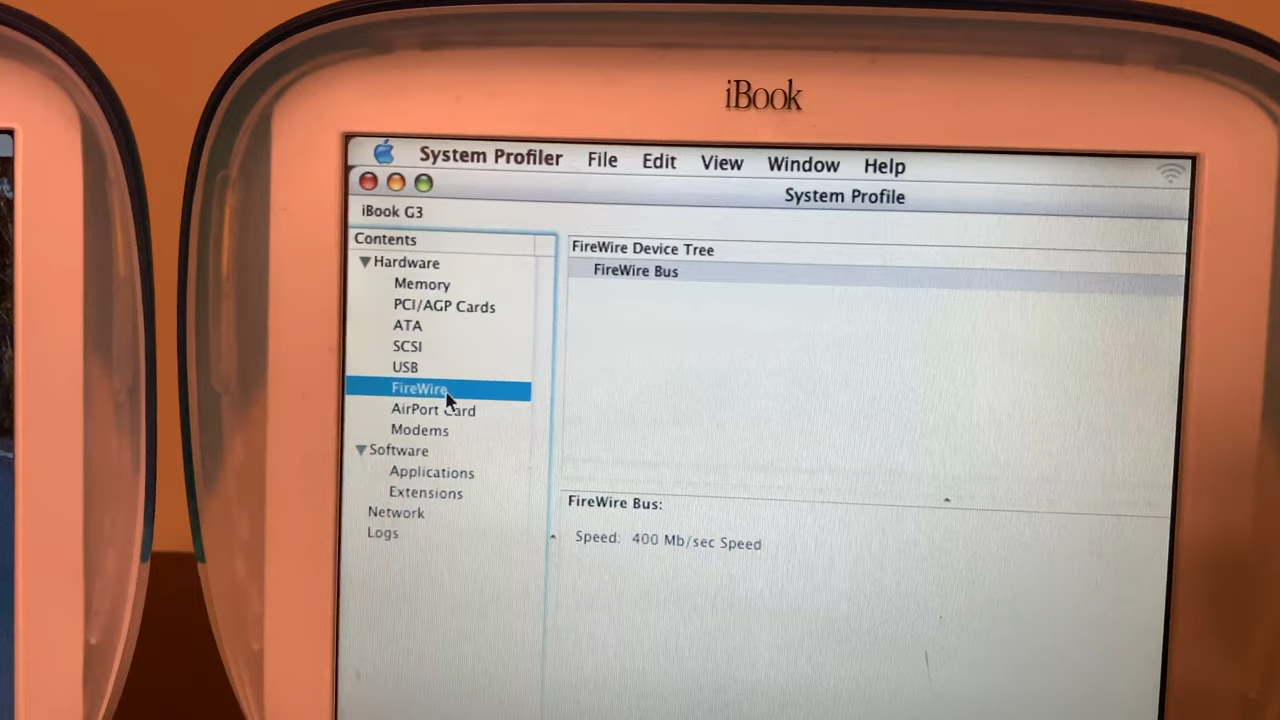 iBook
System Profiler File Edit View Window Help
System Profile
iBook G3
Contents
Hardware
Memory
PCI/AGP Cards
ATA
SCSI
USB
FireWire
AirPort Card
Modems
Software
Applications
Extensions
Network
Logs
FireWire Device Tree
FireWire Bus
FireWire Bus:
Speed: 400 Mb/sec Speed